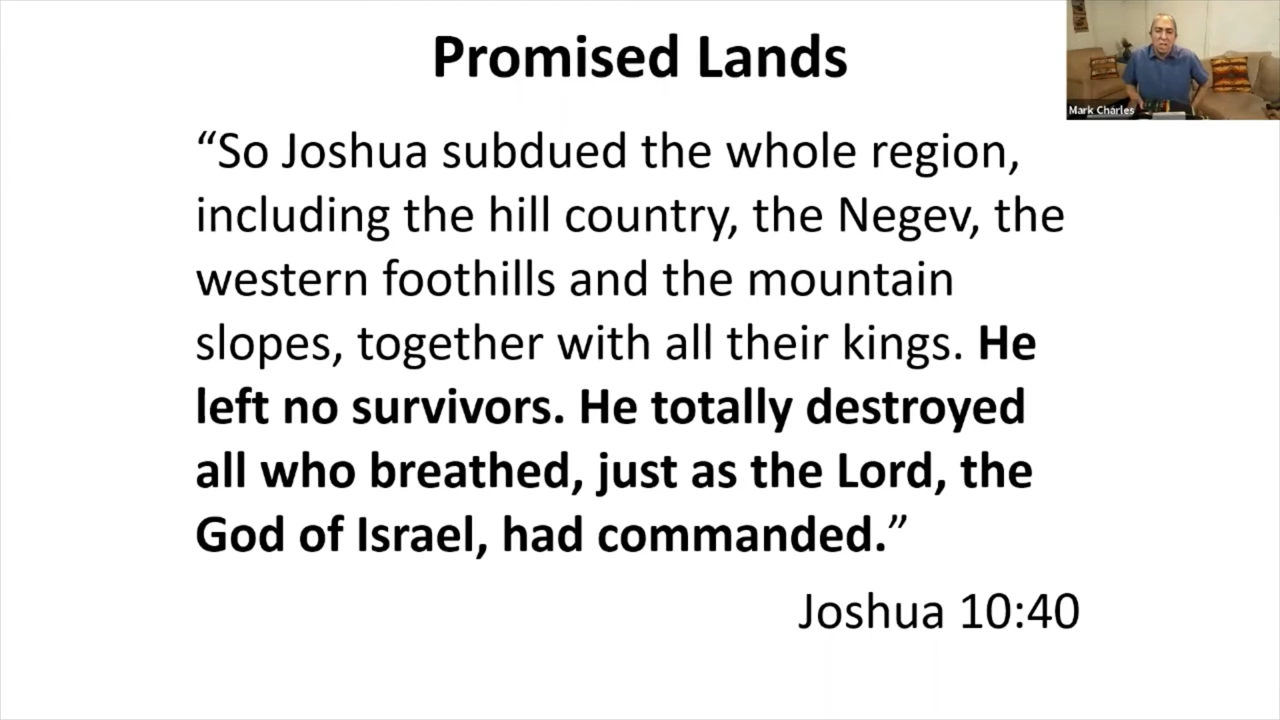 Promised Lands
Mark Charles
“So Joshua subdued the whole region,
including the hill country, the Negev, the
western foothills and the mountain
slopes, together with all their kings. He
left no survivors. He totally destroyed
all who breathed, just as the Lord, the
God of Israel, had commanded.”
Joshua 10:40